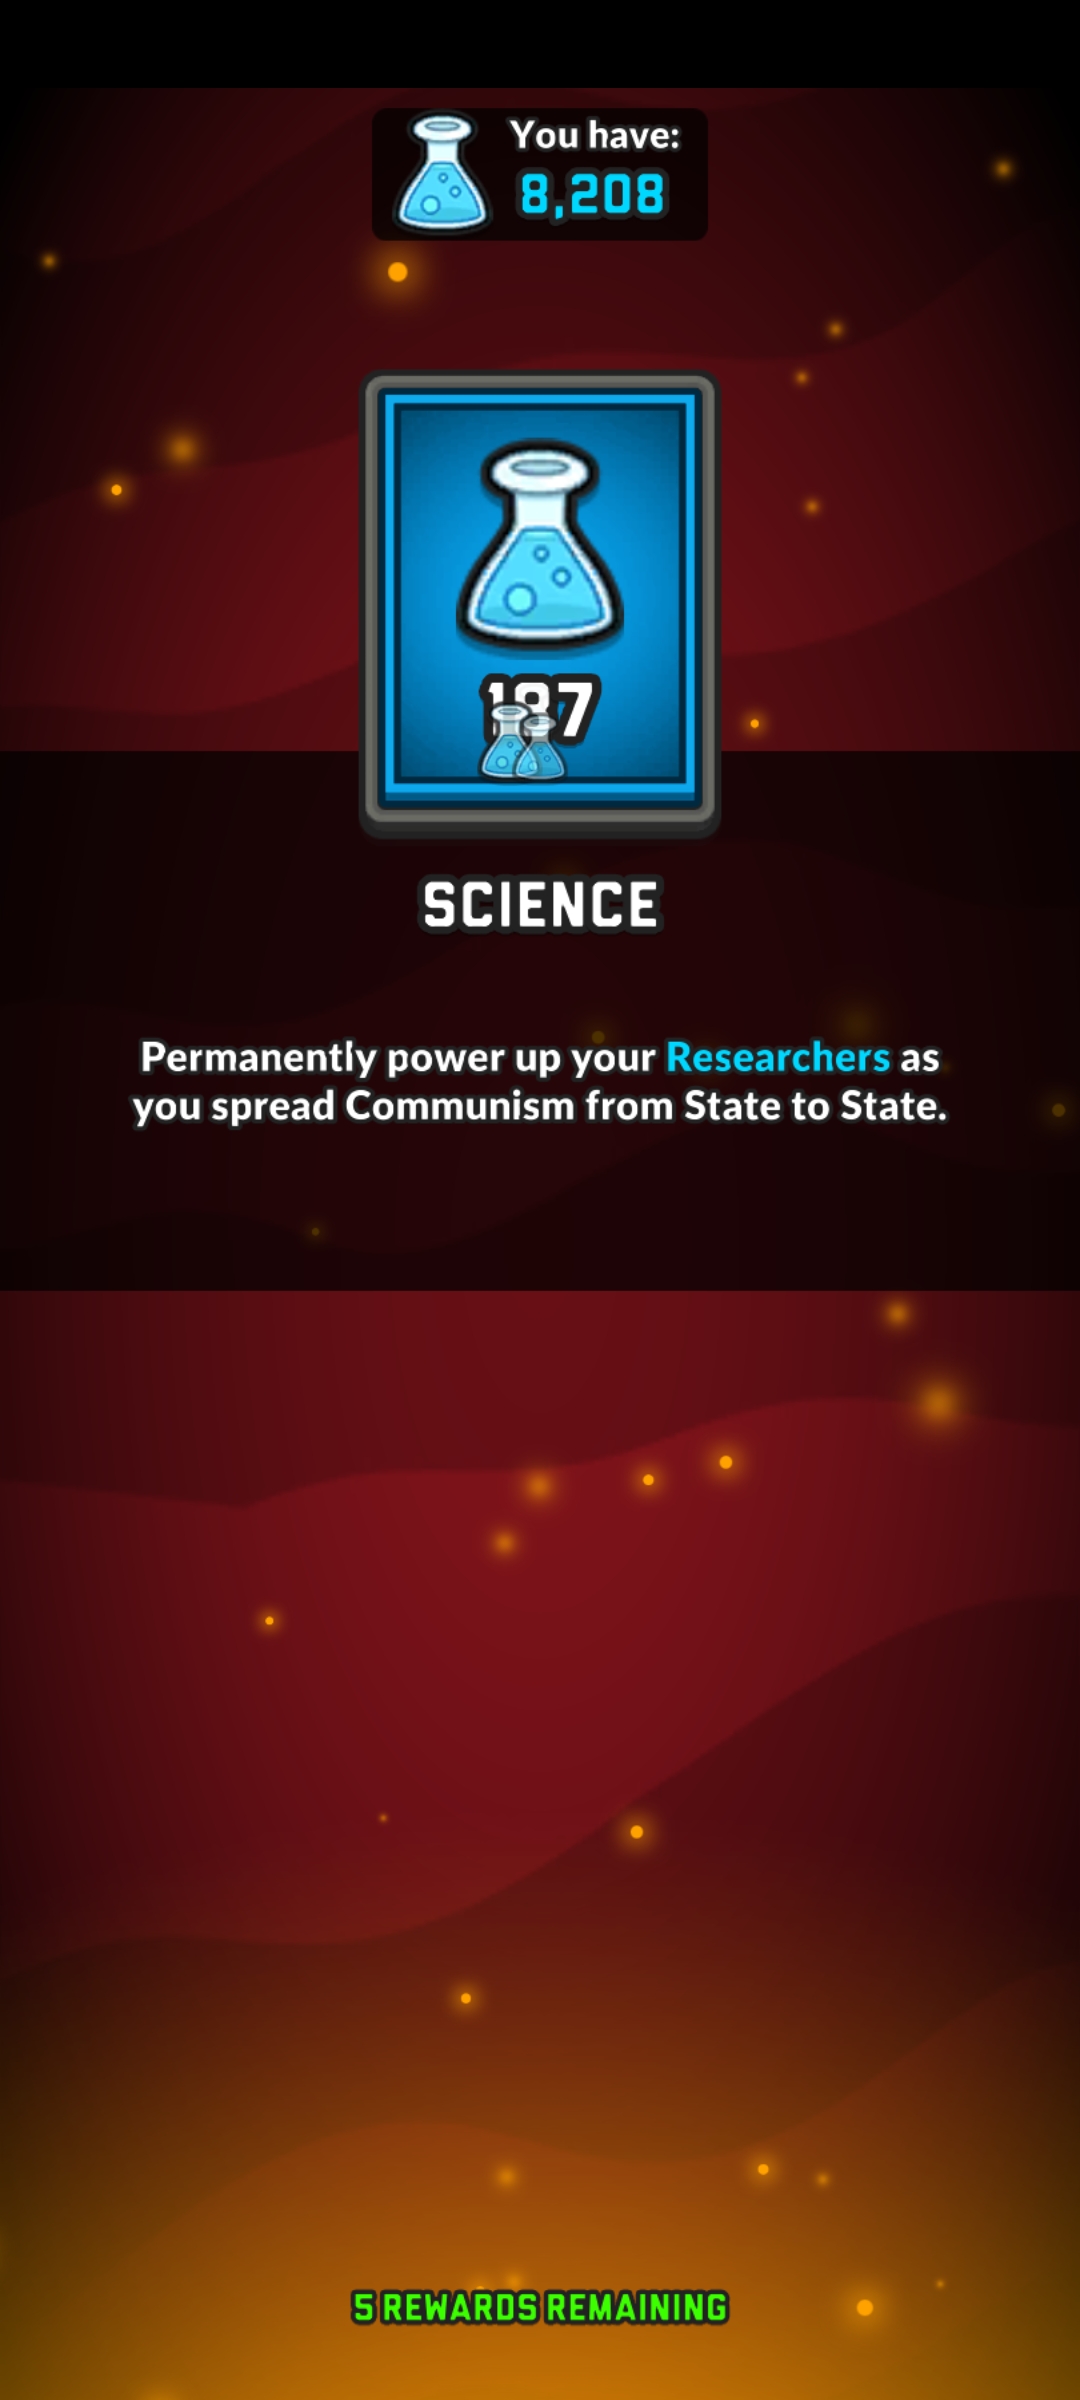 You have:
8,208
SCIENCE
Permanently power up your Researchers as
you spread Communism from State to State.
5 REWARDS REMAINING